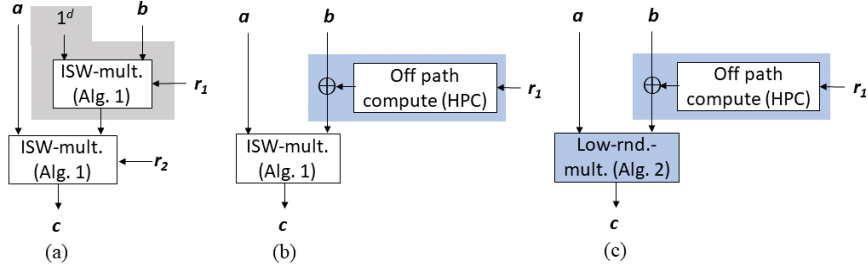 a
1^d
b
ISW-mult.
(Alg. 1)
r₁
ISW-mult.
(Alg. 1)
r₂
c
(a)
a
b
Off path
compute (HPC)
r₁
ISW-mult.
(Alg. 1)
c
(b)
a
b
Off path
compute (HPC)
r₁
Low-rnd.-
mult. (Alg. 2)
c
(c)